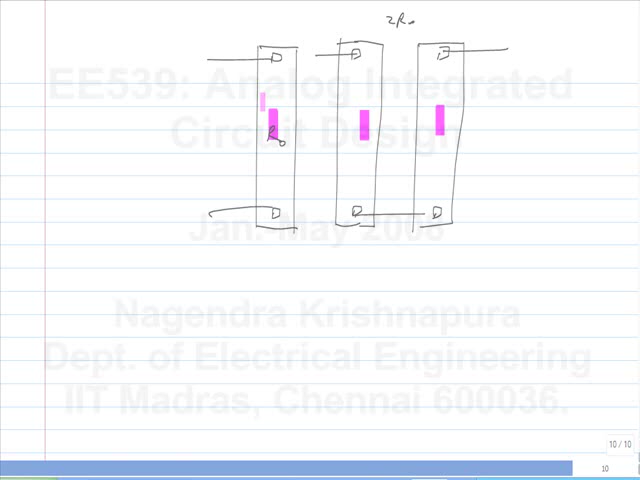 2R₀
EE539: Analog Integrated
Circuit Design
R₀
Jan.-May 2008
Nagendra Krishnapura
Dept. of Electrical Engineering
IIT Madras, Chennai 600036.
10 / 10
10